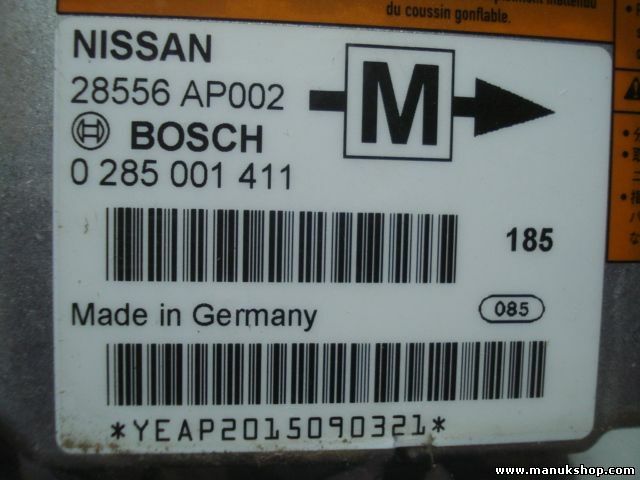 du coussin gonflable.
NISSAN
28556 AP002
M
BOSCH
0 285 001 411
185
Made in Germany
085
*YEAP2015090321*
www.manukshop.com